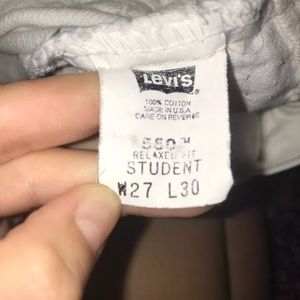 Levi's
100% COTTON
MADE IN U.S.A
CARE ON REVERSE
550™
RELAXED FIT
STUDENT
W27 L30